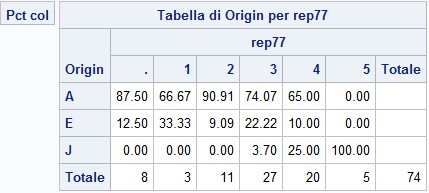 Pct col
Tabella di Origin per rep77
rep77
Origin . 1 2 3 4 5 Totale
A 87.50 66.67 90.91 74.07 65.00 0.00
E 12.50 33.33 9.09 22.22 10.00 0.00
J 0.00 0.00 0.00 3.70 25.00 100.00
Totale 8 3 11 27 20 5 74